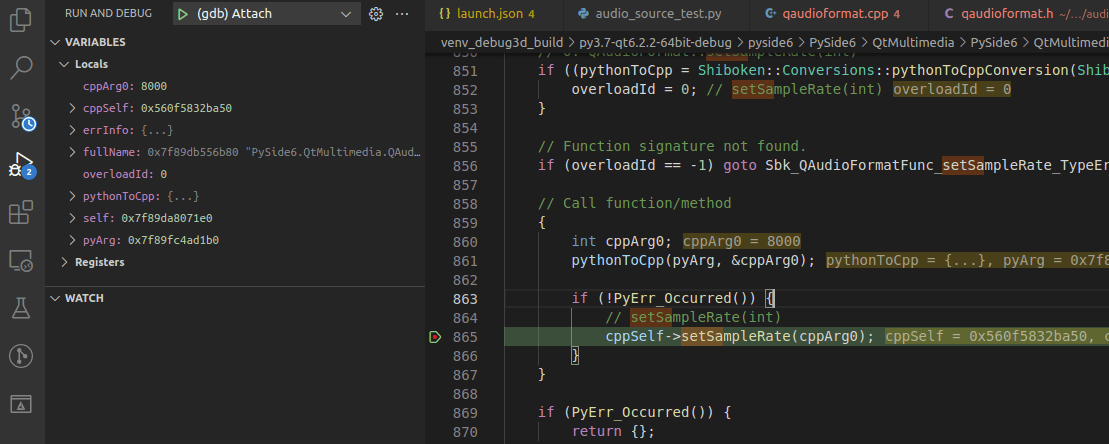 RUN AND DEBUG
(gdb) Attach
launch.json 4
audio_source_test.py
qaudioformat.cpp 4
C qaudioformat.h ~/.../audi
venv_debug3d_build > py3.7-qt6.2.2-64bit-debug > pyside6 > PySide6 > QtMultimedia > PySide6 > QtMultimedi
VARIABLES
Locals
cppArg0: 8000
cppSelf: 0x560f5832ba50
errInfo: {...}
fullName: 0x7f89db556b80 "PySide6.QtMultimedia.QAud…
overloadId: 0
pythonToCpp: {...}
self: 0x7f89da8071e0
pyArg: 0x7f89fc4ad1b0
Registers
WATCH
2
851 if ((pythonToCpp = Shiboken::Conversions::pythonToCppConversion(Shib
852 overloadId = 0; // setSampleRate(int) overloadId = 0
853 }
854
855 // Function signature not found.
856 if (overloadId == -1) goto Sbk_QAudioFormatFunc_setSampleRate_TypeEr
857
858 // Call function/method
859 {
860 int cppArg0; cppArg0 = 8000
861 pythonToCpp(pyArg, &cppArg0); pythonToCpp = {...}, pyArg = 0x7f8
862
863 if (!PyErr_Occurred()) {
864 // setSampleRate(int)
865 cppSelf->setSampleRate(cppArg0); cppSelf = 0x560f5832ba50, c
866 }
867 }
868
869 if (PyErr_Occurred()) {
870 return {};